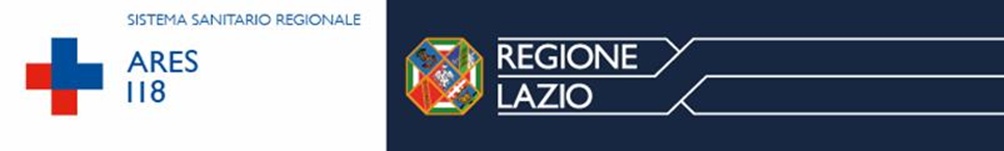 SISTEMA SANITARIO REGIONALE
ARES
118
REGIONE
LAZIO